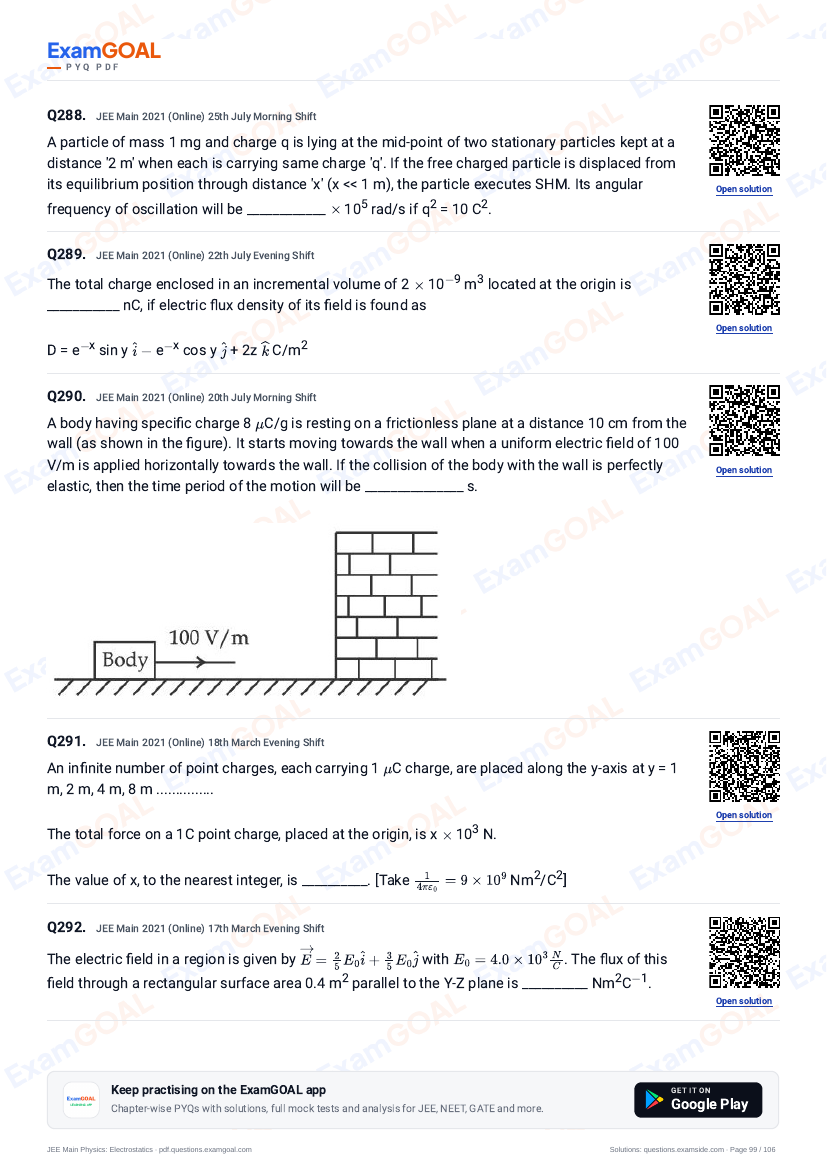 ExamGOAL
PYQ PDF
Q288. JEE Main 2021 (Online) 25th July Morning Shift
A particle of mass 1 mg and charge q is lying at the mid-point of two stationary particles kept at a
distance '2 m' when each is carrying same charge 'q'. If the free charged particle is displaced from
its equilibrium position through distance 'x' (x << 1 m), the particle executes SHM. Its angular
frequency of oscillation will be ____________ × 10⁵ rad/s if q² = 10 C².
Open solution
Q289. JEE Main 2021 (Online) 22th July Evening Shift
The total charge enclosed in an incremental volume of 2 × 10⁻⁹ m³ located at the origin is
___________ nC, if electric flux density of its field is found as
D = e⁻ˣ sin y î − e⁻ˣ cos y ĵ + 2z k̂ C/m²
Open solution
Q290. JEE Main 2021 (Online) 20th July Morning Shift
A body having specific charge 8 μC/g is resting on a frictionless plane at a distance 10 cm from the
wall (as shown in the figure). It starts moving towards the wall when a uniform electric field of 100
V/m is applied horizontally towards the wall. If the collision of the body with the wall is perfectly
elastic, then the time period of the motion will be _______________ s.
Open solution
100 V/m
Body
Q291. JEE Main 2021 (Online) 18th March Evening Shift
An infinite number of point charges, each carrying 1 μC charge, are placed along the y-axis at y = 1
m, 2 m, 4 m, 8 m ...............
The total force on a 1C point charge, placed at the origin, is x × 10³ N.
The value of x, to the nearest integer, is __________. [Take 1/4πε₀ = 9 × 10⁹ Nm²/C²]
Open solution
Q292. JEE Main 2021 (Online) 17th March Evening Shift
The electric field in a region is given by E⃗ = 2/5 E₀î + 3/5 E₀ĵ with E₀ = 4.0 × 10³ N/C. The flux of this
field through a rectangular surface area 0.4 m² parallel to the Y-Z plane is __________ Nm²C⁻¹.
Open solution
Keep practising on the ExamGOAL app
Chapter-wise PYQs with solutions, full mock tests and analysis for JEE, NEET, GATE and more.
GET IT ON
Google Play
JEE Main Physics: Electrostatics · pdf.questions.examgoal.com
Solutions: questions.examside.com · Page 99 / 106